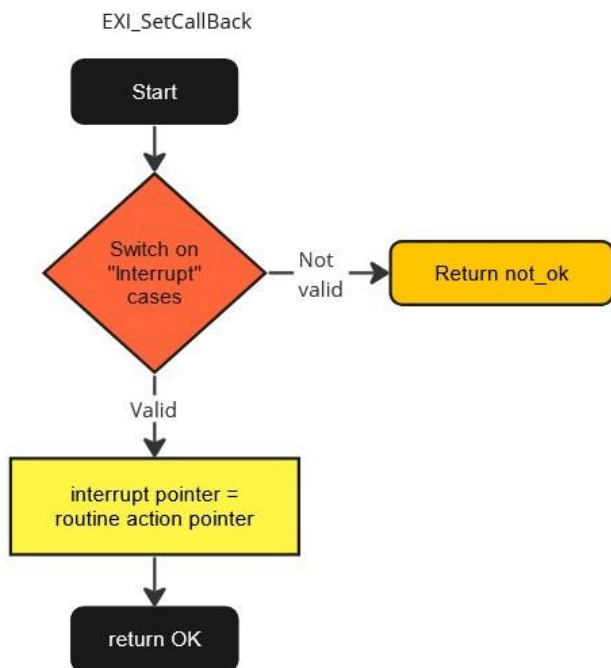 EXI_SetCallBack
Start
Switch on
"Interrupt"
cases
Not
valid
Return not_ok
Valid
interrupt pointer =
routine action pointer
return OK